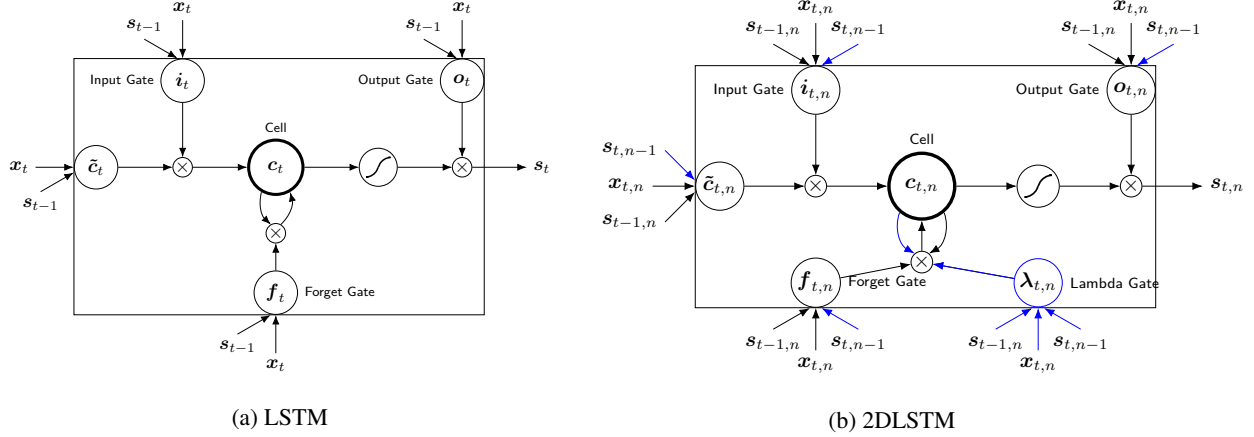 x_t
s_{t−1}
x_t
s_{t−1}
Input Gate
i_t
Output Gate
o_t
Cell
x_t
c̃_t
×
c_t
×
s_t
s_{t−1}
×
f_t
Forget Gate
s_{t−1}
x_t
(a) LSTM
x_{t,n}
s_{t−1,n}
s_{t,n−1}
x_{t,n}
s_{t−1,n}
s_{t,n−1}
Input Gate
i_{t,n}
Output Gate
o_{t,n}
Cell
s_{t,n−1}
x_{t,n}
c̃_{t,n}
×
c_{t,n}
×
s_{t,n}
s_{t−1,n}
×
f_{t,n}
Forget Gate
λ_{t,n}
Lambda Gate
s_{t−1,n}
s_{t,n−1}
x_{t,n}
s_{t−1,n}
s_{t,n−1}
x_{t,n}
(b) 2DLSTM